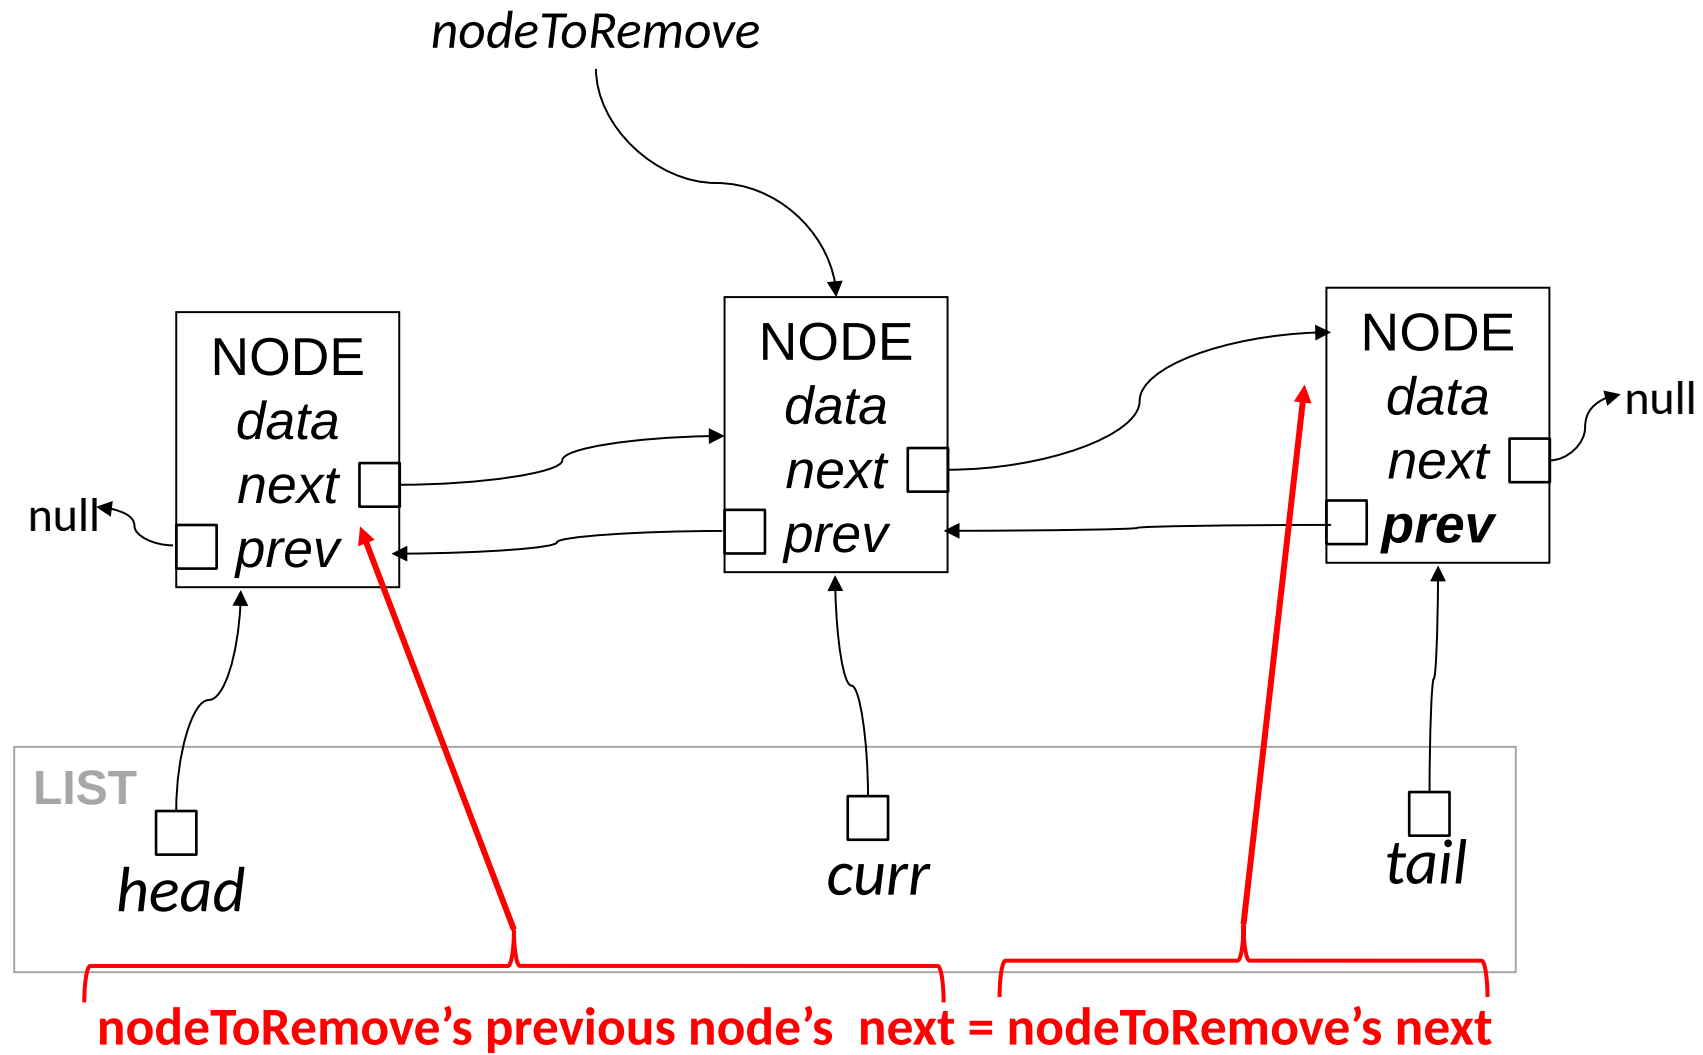 nodeToRemove
NODE
data
next
prev
NODE
data
next
prev
NODE
data
next
prev
null
null
LIST
head
curr
tail
nodeToRemove’s previous node’s  next = nodeToRemove’s next